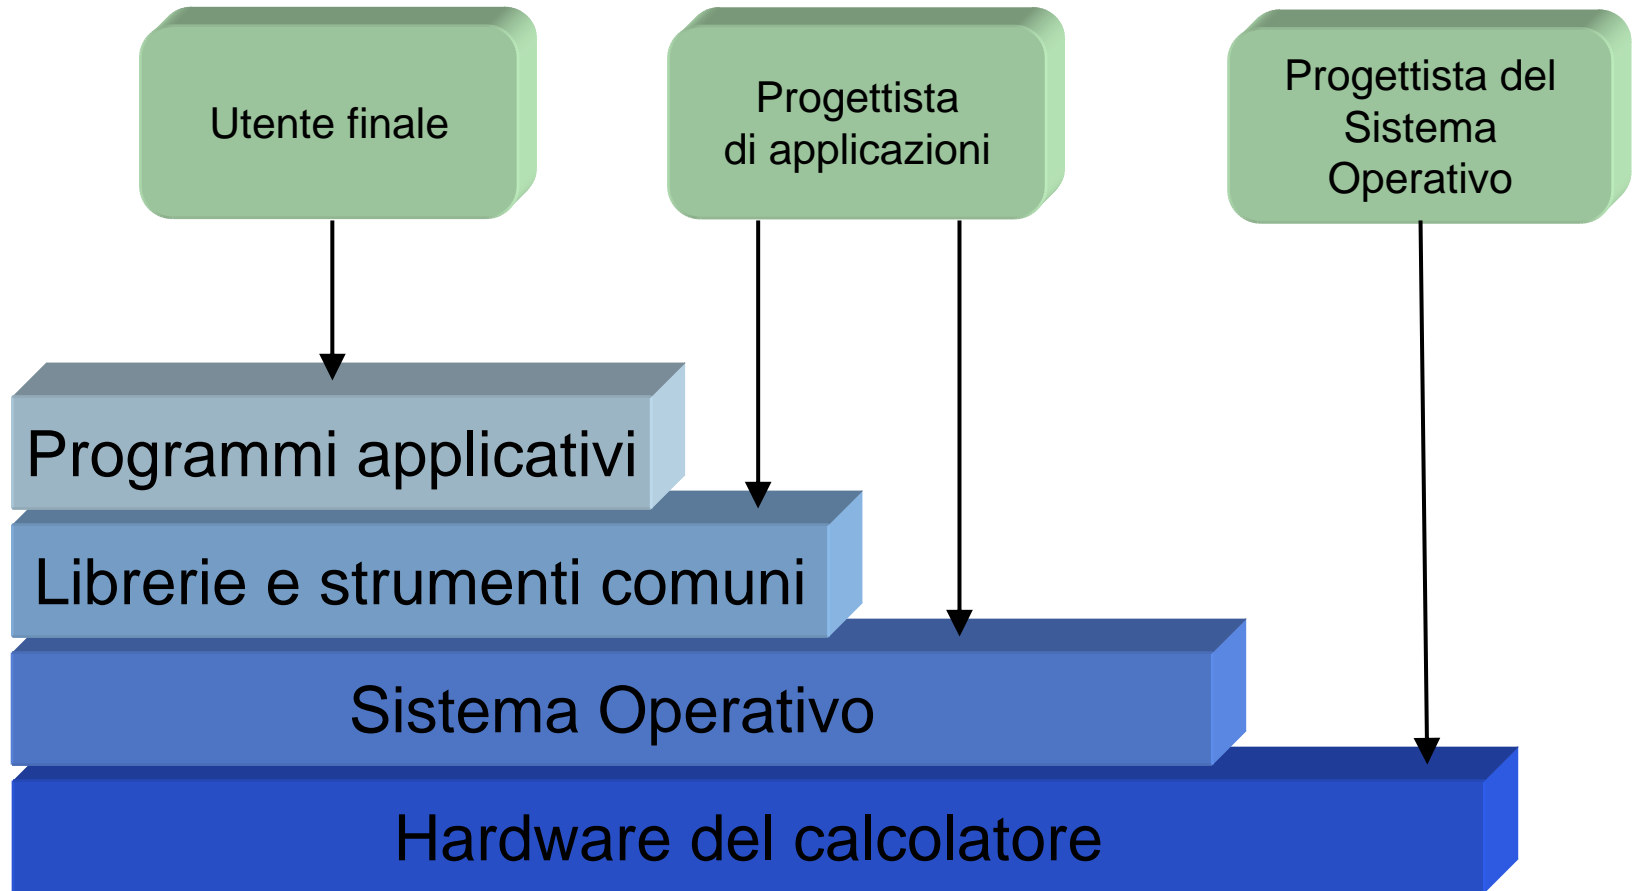 Utente finale
Progettista
di applicazioni
Progettista del
Sistema
Operativo
Programmi applicativi
Librerie e strumenti comuni
Sistema Operativo
Hardware del calcolatore